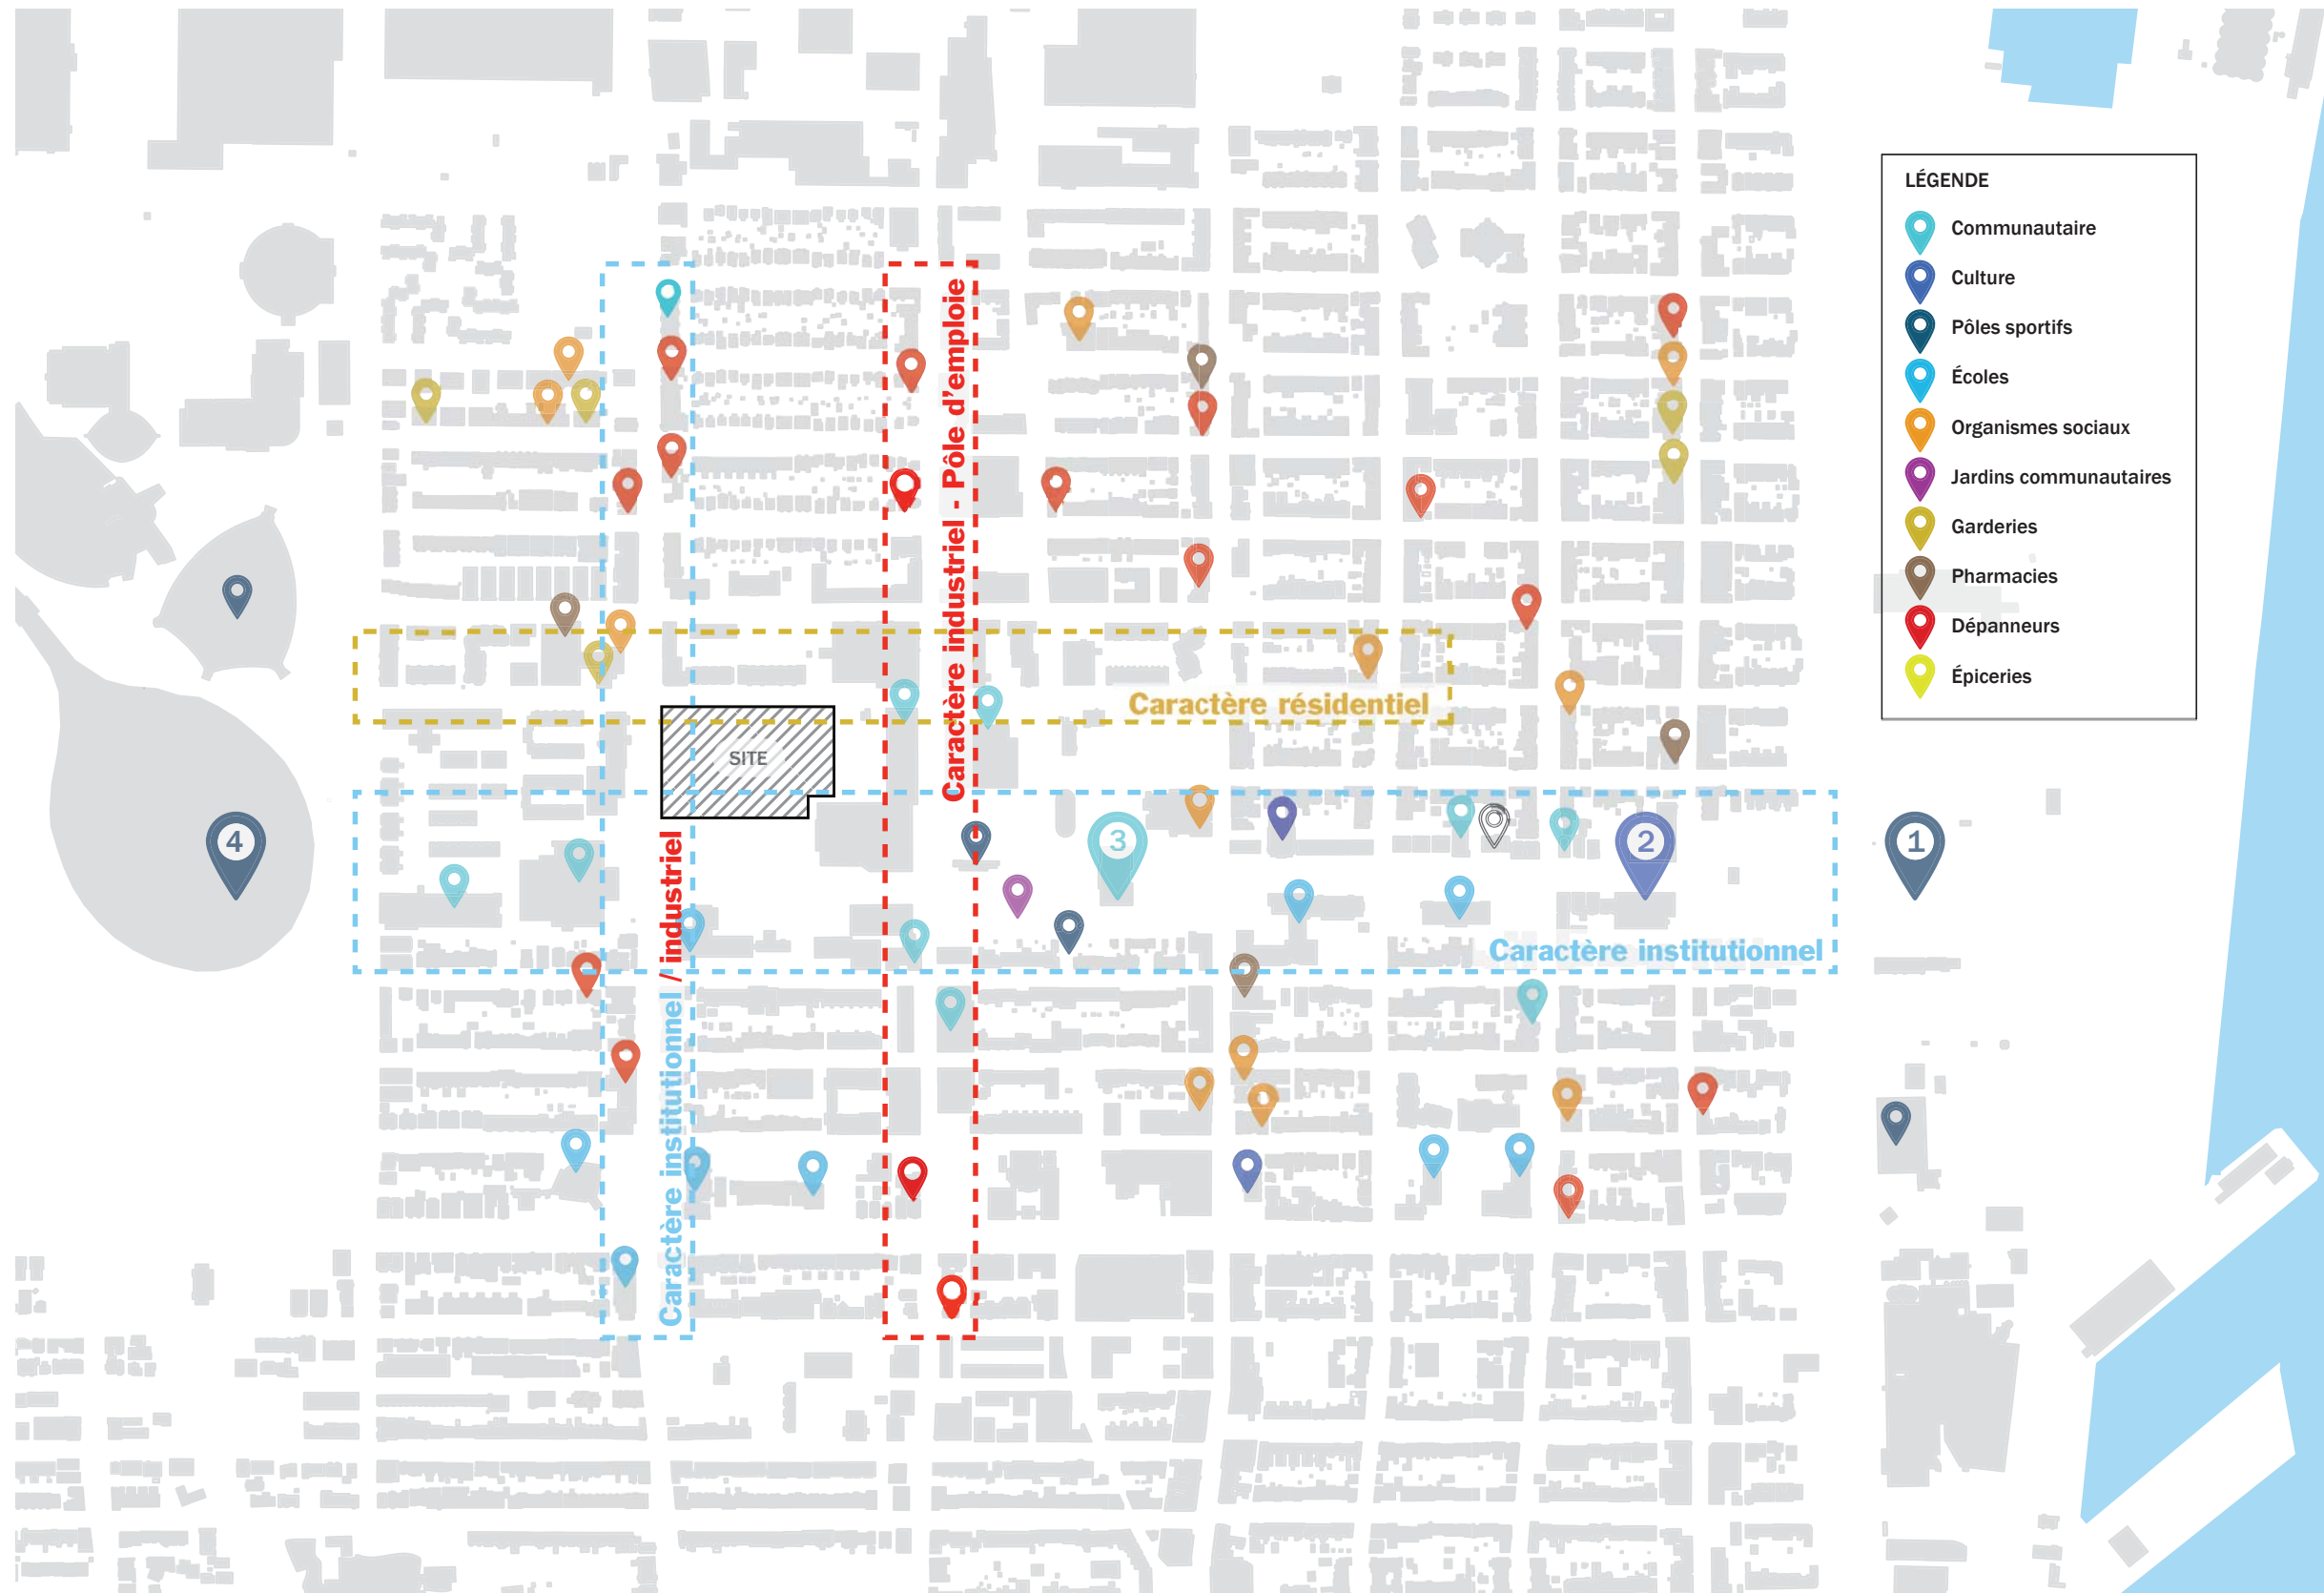 LÉGENDE
Communautaire
Culture
Pôles sportifs
Écoles
Organismes sociaux
Jardins communautaires
Garderies
Pharmacies
Dépanneurs
Épiceries
Caractère industriel - Pôle d'emploie
Caractère résidentiel
SITE
4
3
2
1
Caractère institutionnel
Caractère institutionnel / industriel